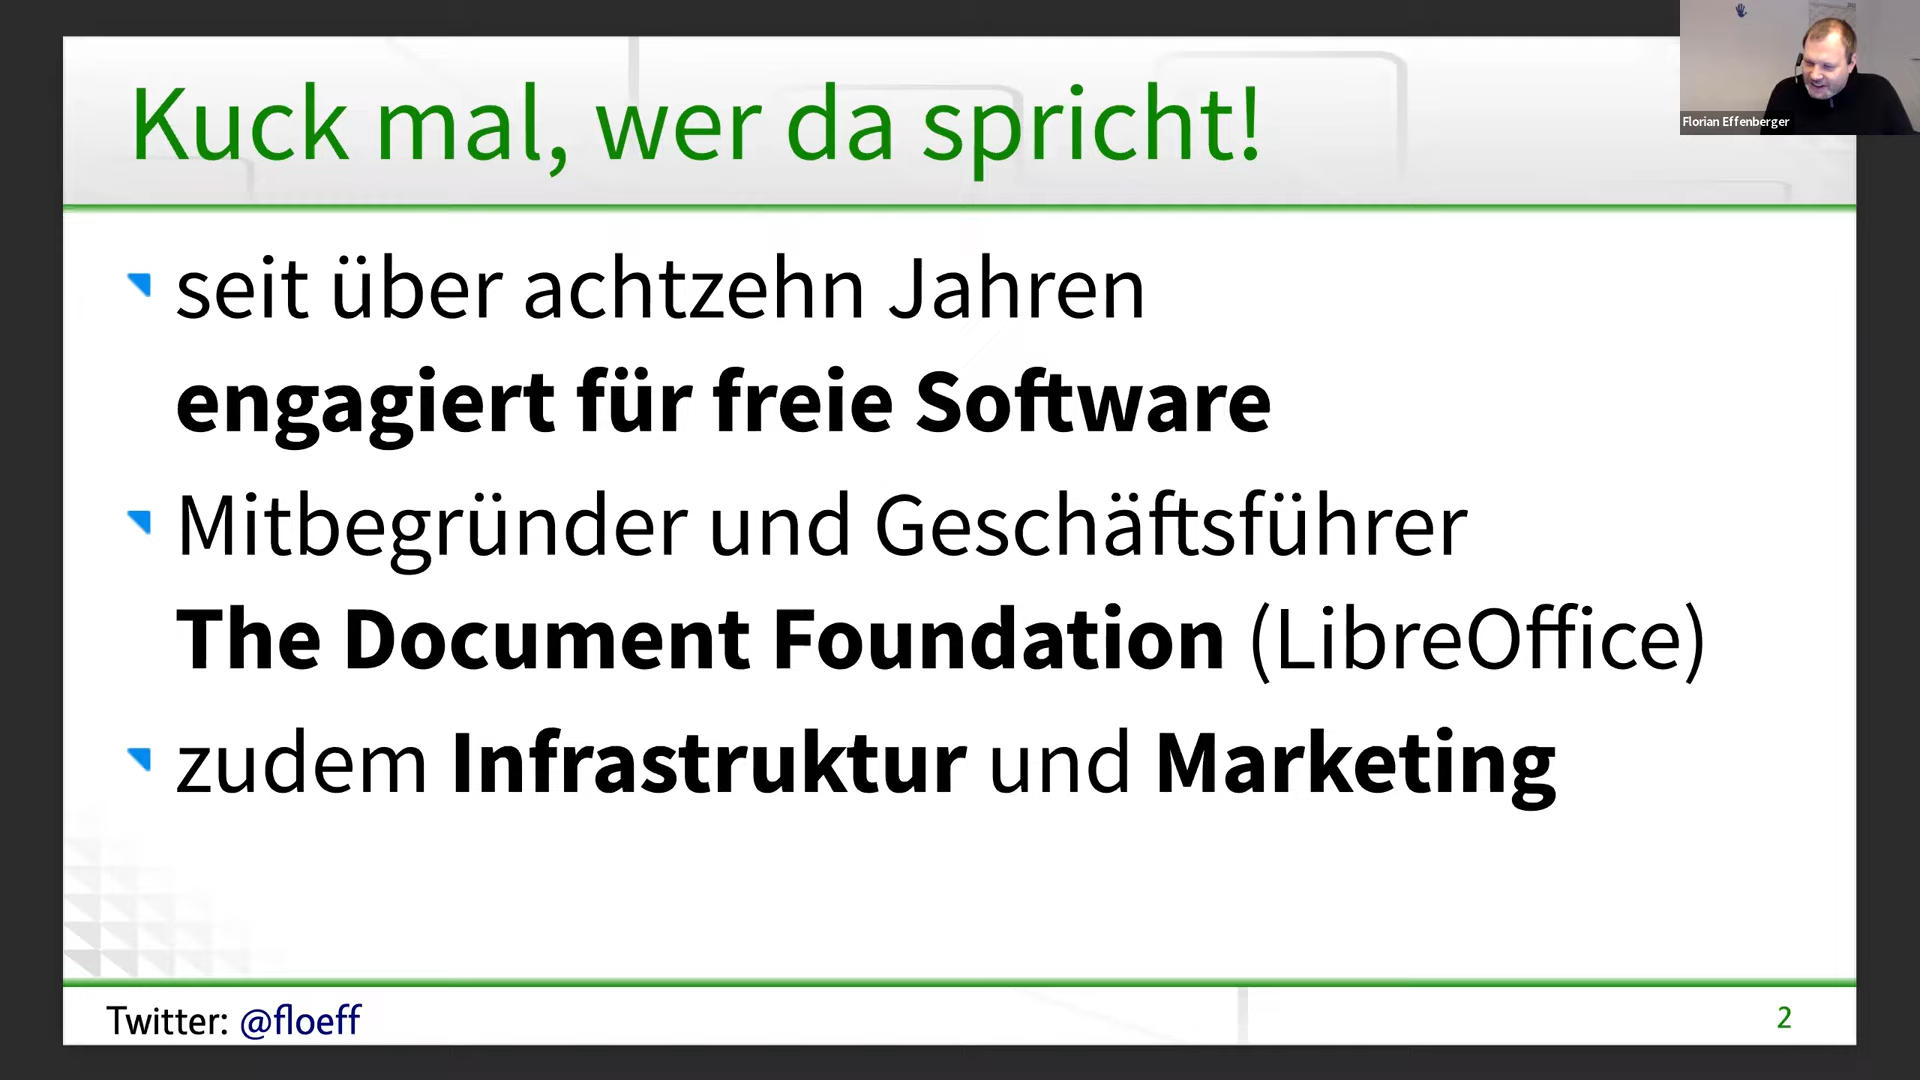 Kuck mal, wer da spricht!
Florian Effenberger
seit über achtzehn Jahren
engagiert für freie Software
Mitbegründer und Geschäftsführer
The Document Foundation (LibreOffice)
zudem Infrastruktur und Marketing
Twitter: @floeff
2